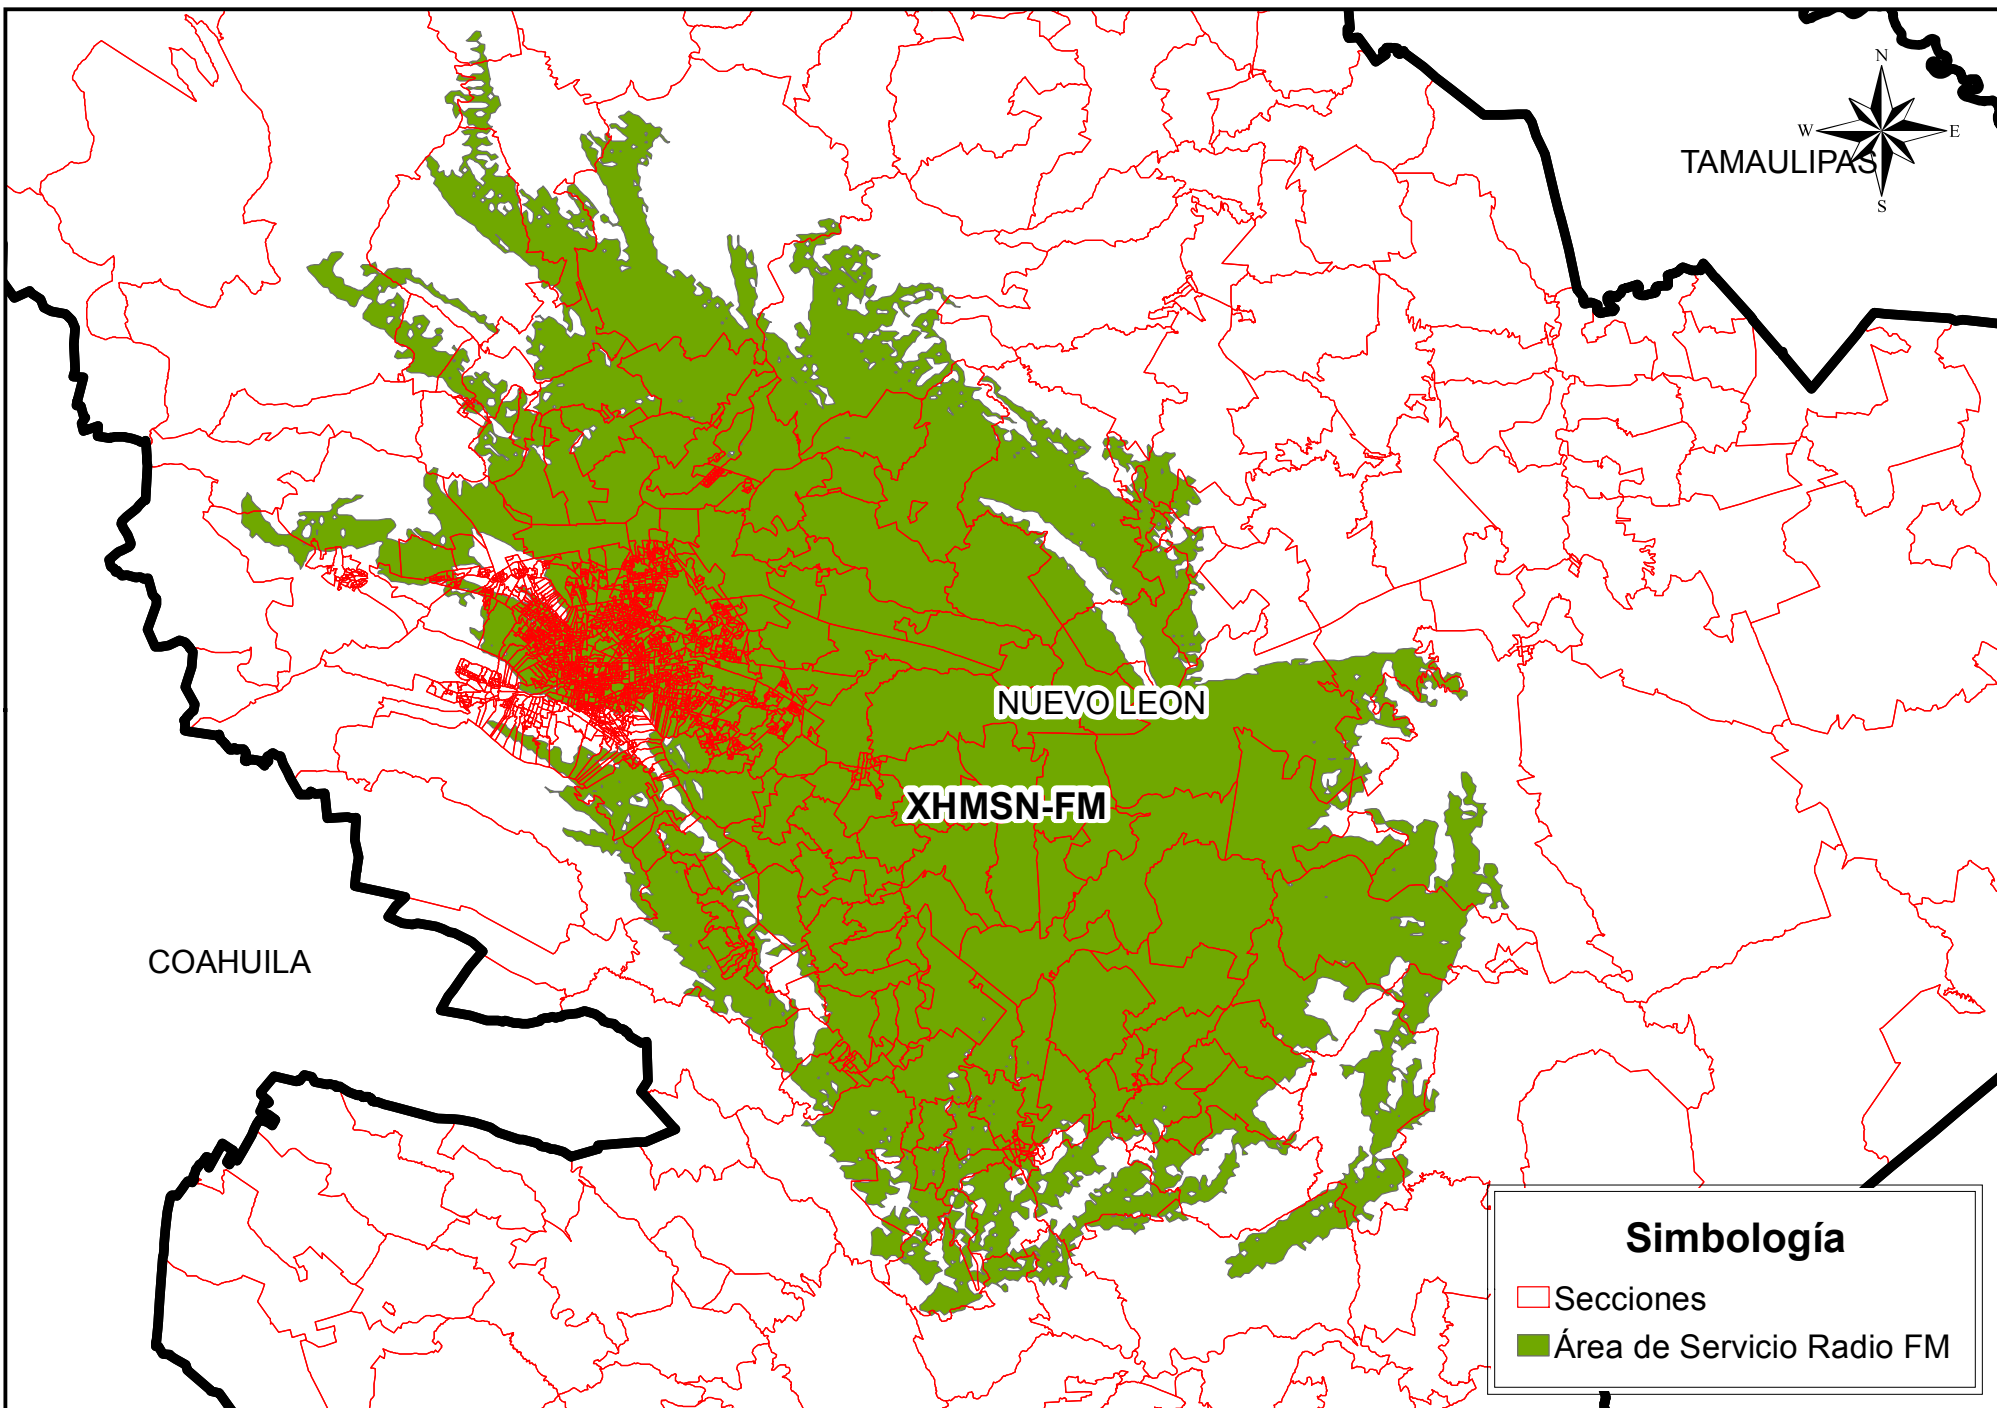 N
W E
TAMAULIPAS
S
NUEVO LEON
XHMSN-FM
COAHUILA
Simbología
Secciones
Área de Servicio Radio FM